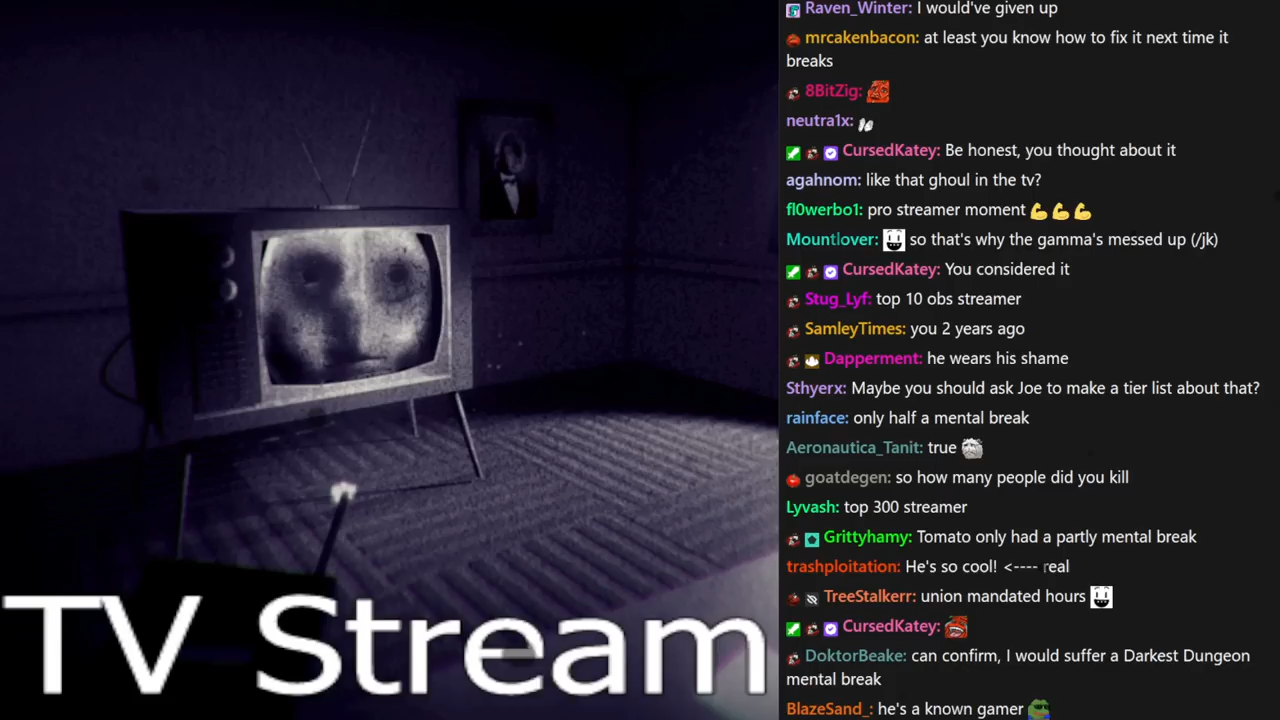 Raven_Winter: I would've given up
mrcakenbacon: at least you know how to fix it next time it
breaks
8BitZig:
neutra1x:
CursedKatey: Be honest, you thought about it
agahnom: like that ghoul in the tv?
fl0werbo1: pro streamer moment 💪💪💪
Mountlover: so that's why the gamma's messed up (/jk)
CursedKatey: You considered it
Stug_Lyf: top 10 obs streamer
SamleyTimes: you 2 years ago
Dapperment: he wears his shame
Sthyerx: Maybe you should ask Joe to make a tier list about that?
rainface: only half a mental break
Aeronautica_Tanit: true
goatdegen: so how many people did you kill
Lyvash: top 300 streamer
Grittyhamy: Tomato only had a partly mental break
trashploitation: He's so cool! <---- real
TreeStalkerr: union mandated hours
CursedKatey:
DoktorBeake: can confirm, I would suffer a Darkest Dungeon
mental break
BlazeSand_: he's a known gamer
TV Stream